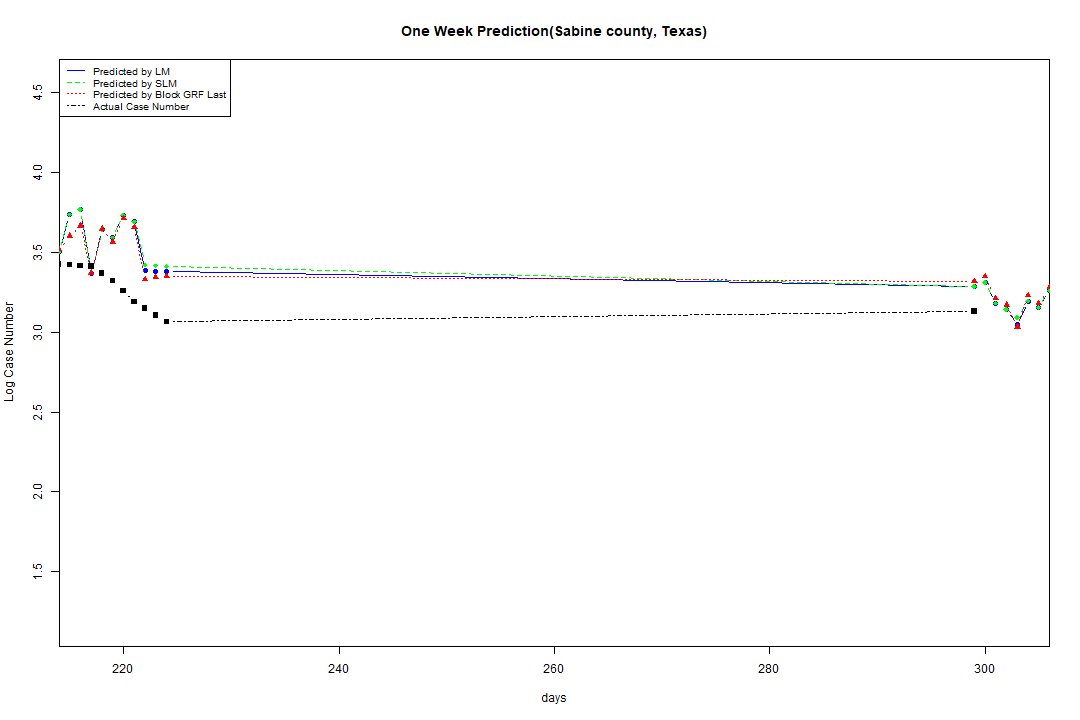 One Week Prediction(Sabine county, Texas)
Predicted by LM
Predicted by SLM
Predicted by Block GRF Last
Actual Case Number
4.5
4.0
3.5
3.0
2.5
2.0
1.5
Log Case Number
220
240
260
280
300
days